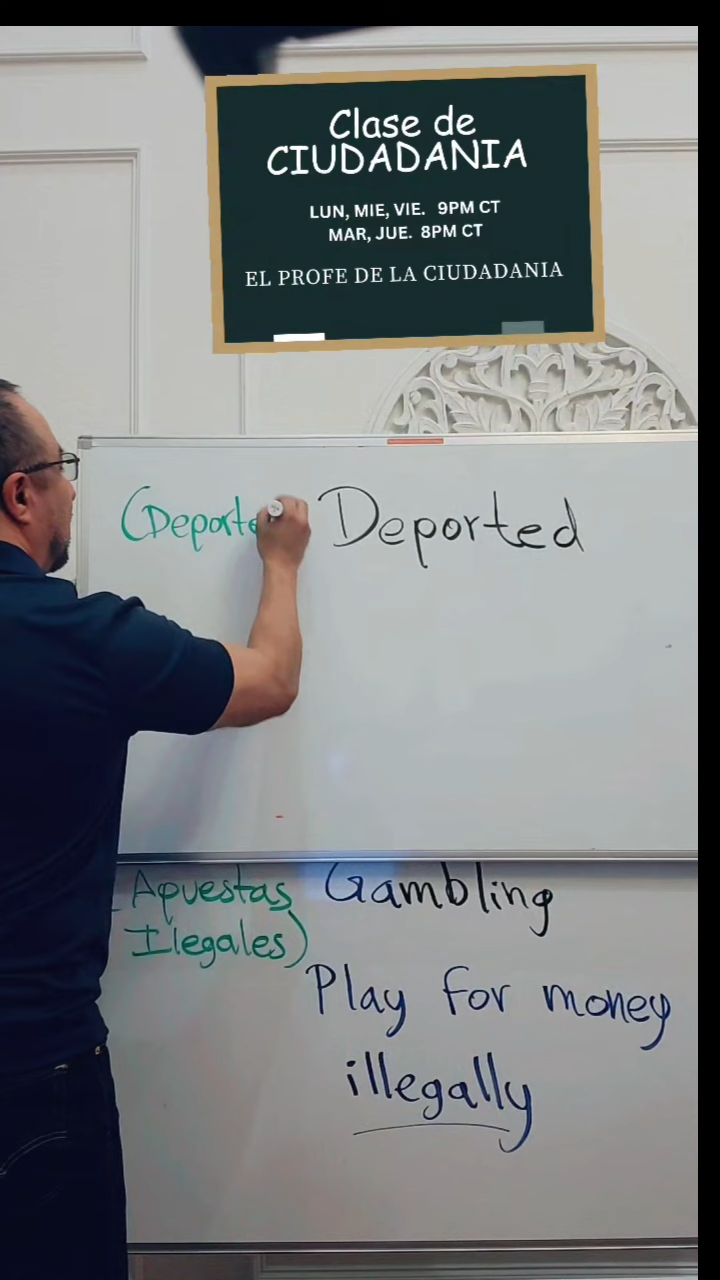 Clase de
CIUDADANIA
LUN, MIE, VIE. 9PM CT
MAR, JUE. 8PM CT
EL PROFE DE LA CIUDADANIA
(Deporte Deported
Apuestas Gambling
Ilegales)
Play for money
illegally